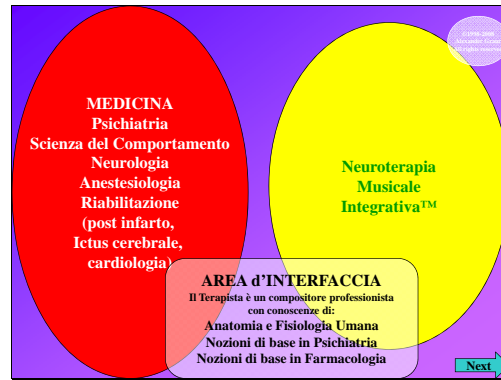 MEDICINA
Psichiatria
Scienza del Comportamento
Neurologia
Anestesiologia
Riabilitazione
(post infarto,
Ictus cerebrale,
cardiologia)
Neuroterapia
Musicale
Integrativa™
AREA d'INTERFACCIA
Il Terapista è un compositore professionista
con conoscenze di:
Anatomia e Fisiologia Umana
Nozioni di base in Psichiatria
Nozioni di base in Farmacologia
Next